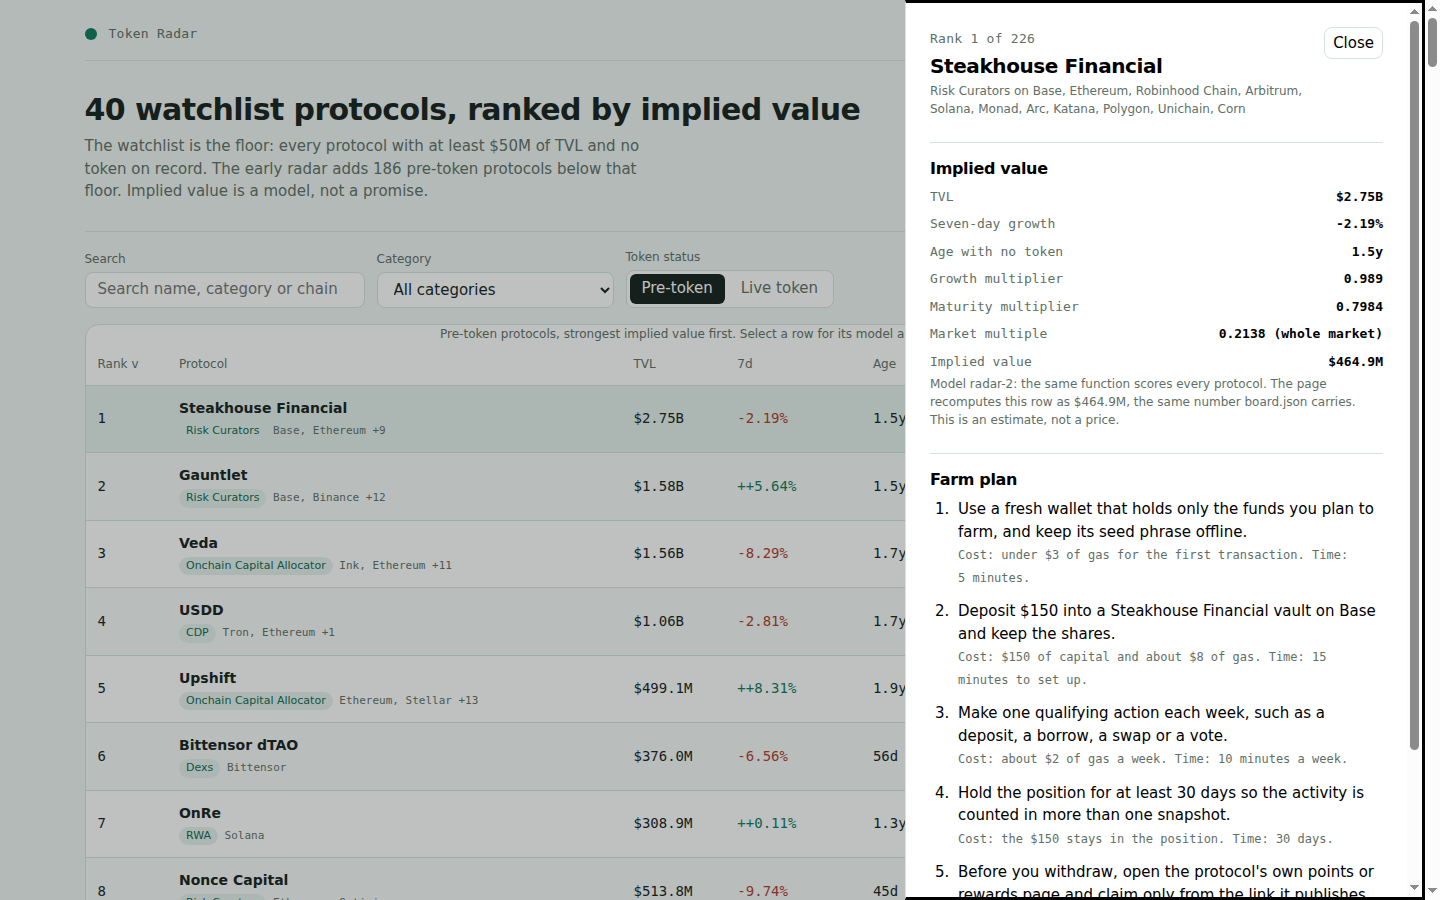 Token Radar
40 watchlist protocols, ranked by implied value
The watchlist is the floor: every protocol with at least $50M of TVL and no
token on record. The early radar adds 186 pre-token protocols below that
floor. Implied value is a model, not a promise.
Search
Category
Token status
Search name, category or chain
All categories
Pre-token
Live token
Pre-token protocols, strongest implied value first. Select a row for its model a
Rank v
Protocol
TVL
7d
Age
1
Steakhouse Financial
Risk Curators
Base, Ethereum +9
$2.75B
-2.19%
1.5y
2
Gauntlet
Risk Curators
Base, Binance +12
$1.58B
++5.64%
1.5y
3
Veda
Onchain Capital Allocator
Ink, Ethereum +11
$1.56B
-8.29%
1.7y
4
USDD
CDP
Tron, Ethereum +1
$1.06B
-2.81%
1.7y
5
Upshift
Onchain Capital Allocator
Ethereum, Stellar +13
$499.1M
++8.31%
1.9y
6
Bittensor dTAO
Dexs
Bittensor
$376.0M
-6.56%
56d
7
OnRe
RWA
Solana
$308.9M
++0.11%
1.3y
8
Nonce Capital
$513.8M
-9.74%
45d
Rank 1 of 226
Close
Steakhouse Financial
Risk Curators on Base, Ethereum, Robinhood Chain, Arbitrum,
Solana, Monad, Arc, Katana, Polygon, Unichain, Corn
Implied value
TVL
$2.75B
Seven-day growth
-2.19%
Age with no token
1.5y
Growth multiplier
0.989
Maturity multiplier
0.7984
Market multiple
0.2138 (whole market)
Implied value
$464.9M
Model radar-2: the same function scores every protocol. The page
recomputes this row as $464.9M, the same number board.json carries.
This is an estimate, not a price.
Farm plan
1. Use a fresh wallet that holds only the funds you plan to
farm, and keep its seed phrase offline.
Cost: under $3 of gas for the first transaction. Time:
5 minutes.
2. Deposit $150 into a Steakhouse Financial vault on Base
and keep the shares.
Cost: $150 of capital and about $8 of gas. Time: 15
minutes to set up.
3. Make one qualifying action each week, such as a
deposit, a borrow, a swap or a vote.
Cost: about $2 of gas a week. Time: 10 minutes a week.
4. Hold the position for at least 30 days so the activity is
counted in more than one snapshot.
Cost: the $150 stays in the position. Time: 30 days.
5. Before you withdraw, open the protocol's own points or
rewards page and claim only from the link it publishes